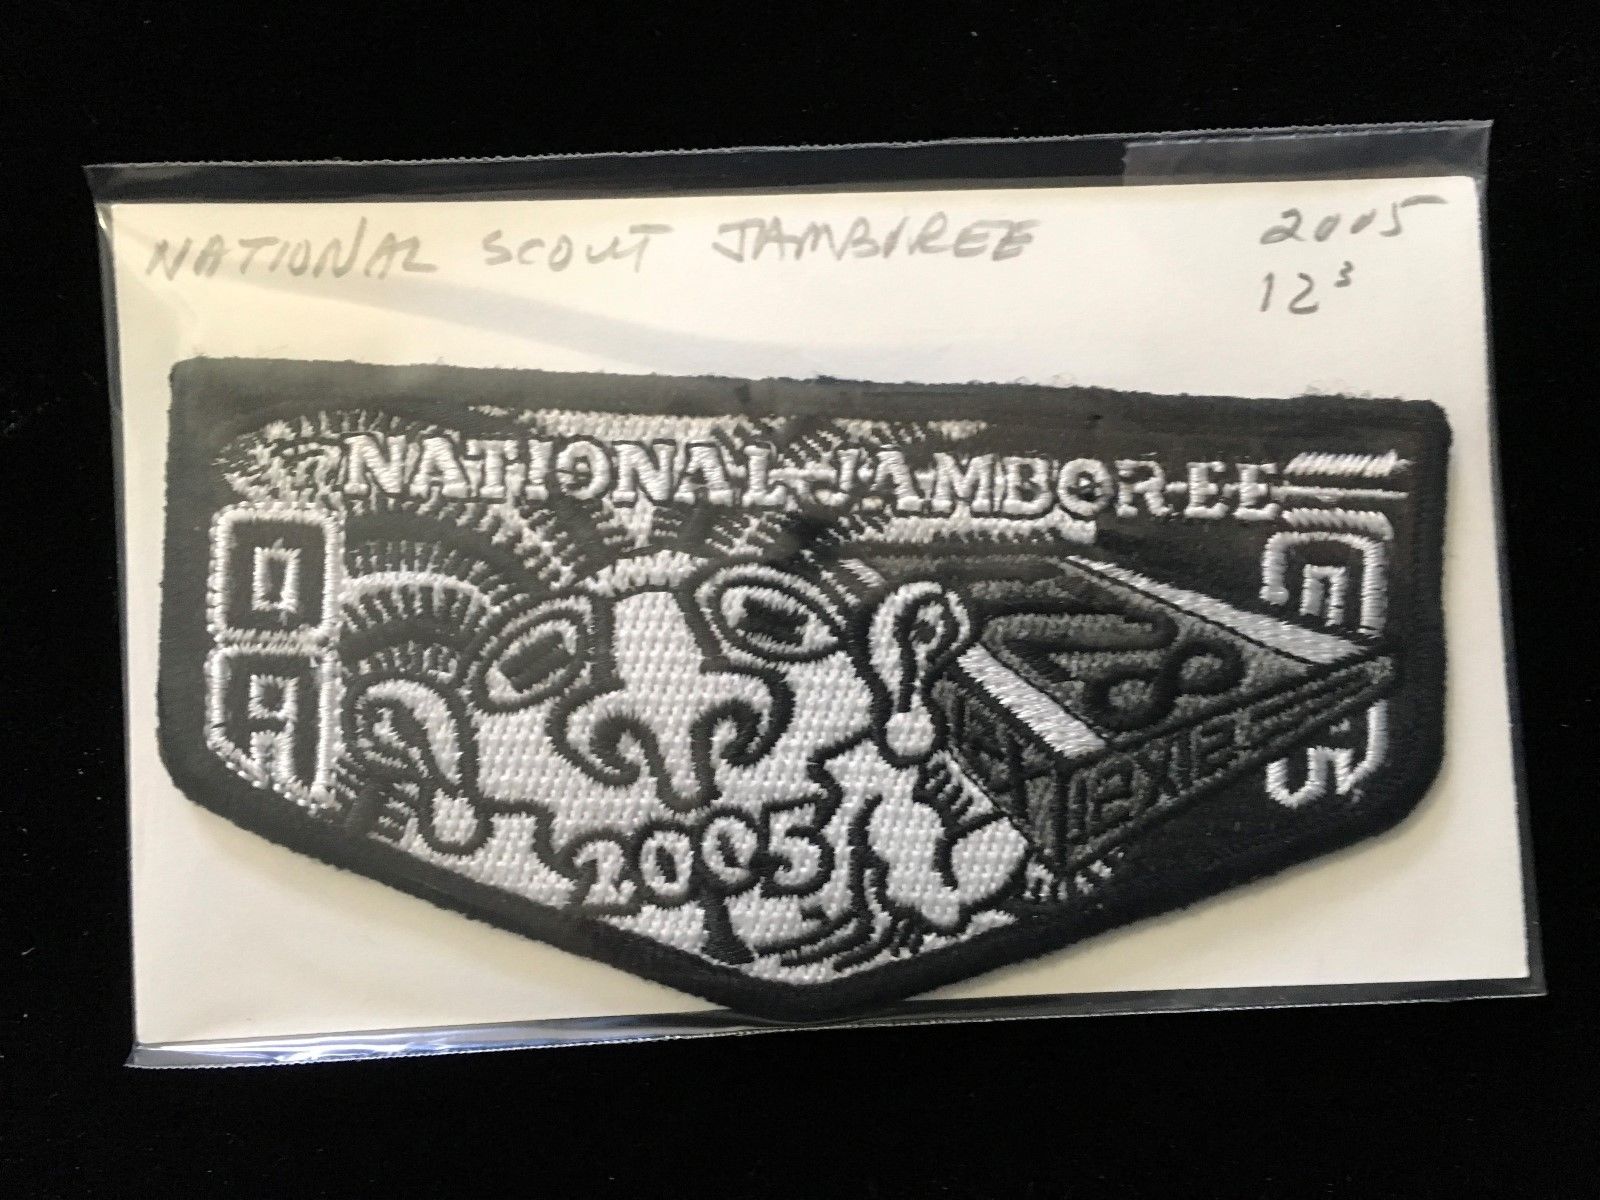 NATIONAL SCOUT JAMBIREE 2005
12³
NATIONAL JAMBOREE
OA
2005